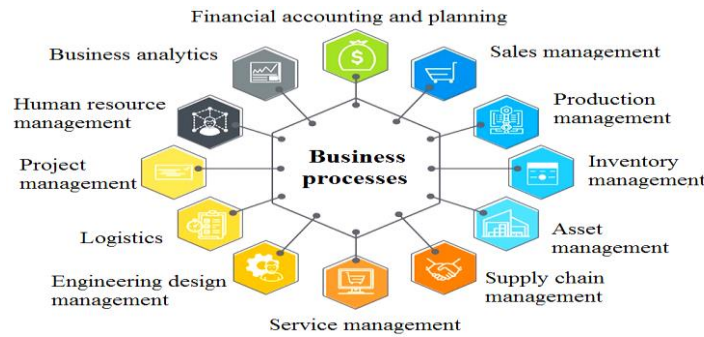 Financial accounting and planning
Business analytics
Sales management
Human resource
management
Production
management
Project
management
Business
processes
Inventory
management
Logistics
Asset
management
Engineering design
management
Supply chain
management
Service management